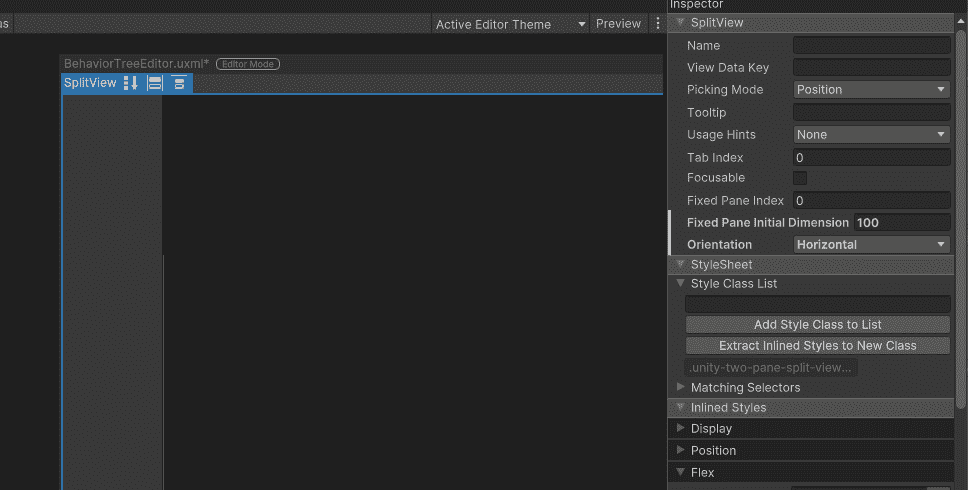 as
Active Editor Theme
Preview
BehaviorTreeEditor.uxml*
Editor Mode
SplitView
Inspector
SplitView
Name
View Data Key
Picking Mode Position
Tooltip
Usage Hints None
Tab Index 0
Focusable
Fixed Pane Index 0
Fixed Pane Initial Dimension 100
Orientation Horizontal
StyleSheet
Style Class List
Add Style Class to List
Extract Inlined Styles to New Class
.unity-two-pane-split-view...
Matching Selectors
Inlined Styles
Display
Position
Flex